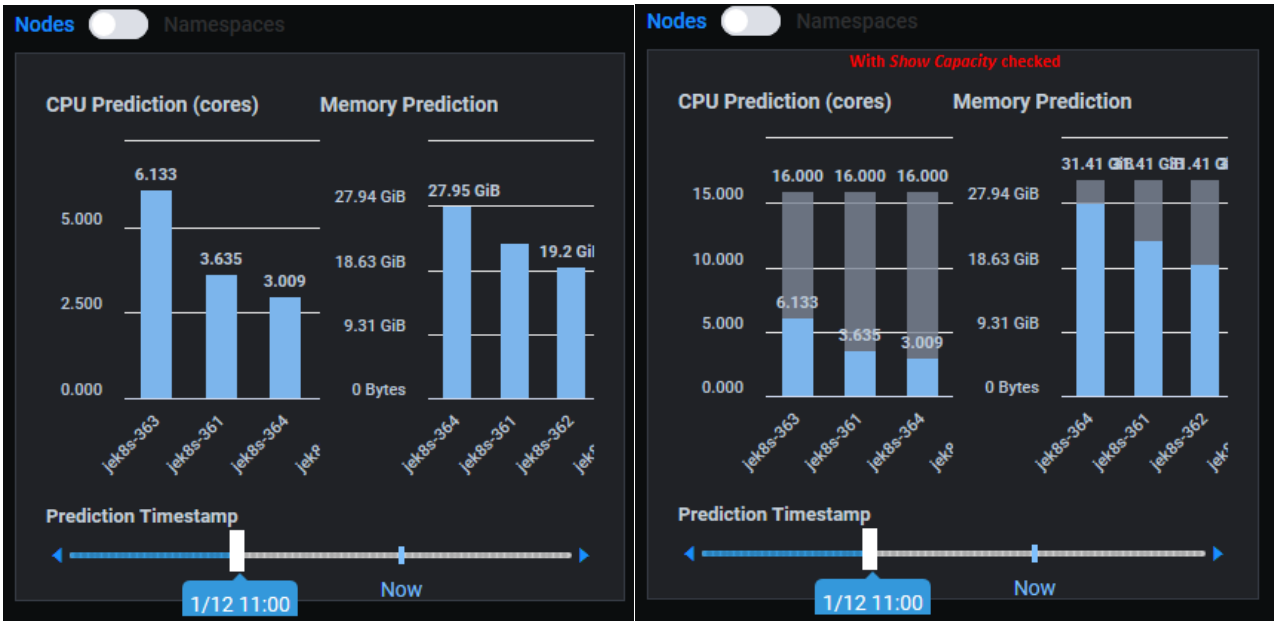 Nodes Namespaces
CPU Prediction (cores)
Memory Prediction
6.133
3.635
3.009
5.000
2.500
0.000
jek8s-363
jek8s-361
jek8s-364
27.95 GiB
19.2 Gi
27.94 GiB
18.63 GiB
9.31 GiB
0 Bytes
jek8s-364
jek8s-361
jek8s-362
Prediction Timestamp
Now
1/12 11:00
Nodes Namespaces
With Show Capacity checked
CPU Prediction (cores)
Memory Prediction
16.000 16.000 16.000
15.000
10.000
5.000
0.000
6.133
3.635
3.009
jek8s-363
jek8s-361
jek8s-364
31.41
27.94 GiB
18.63 GiB
9.31 GiB
0 Bytes
jek8s-364
jek8s-361
jek8s-362
Prediction Timestamp
Now
1/12 11:00